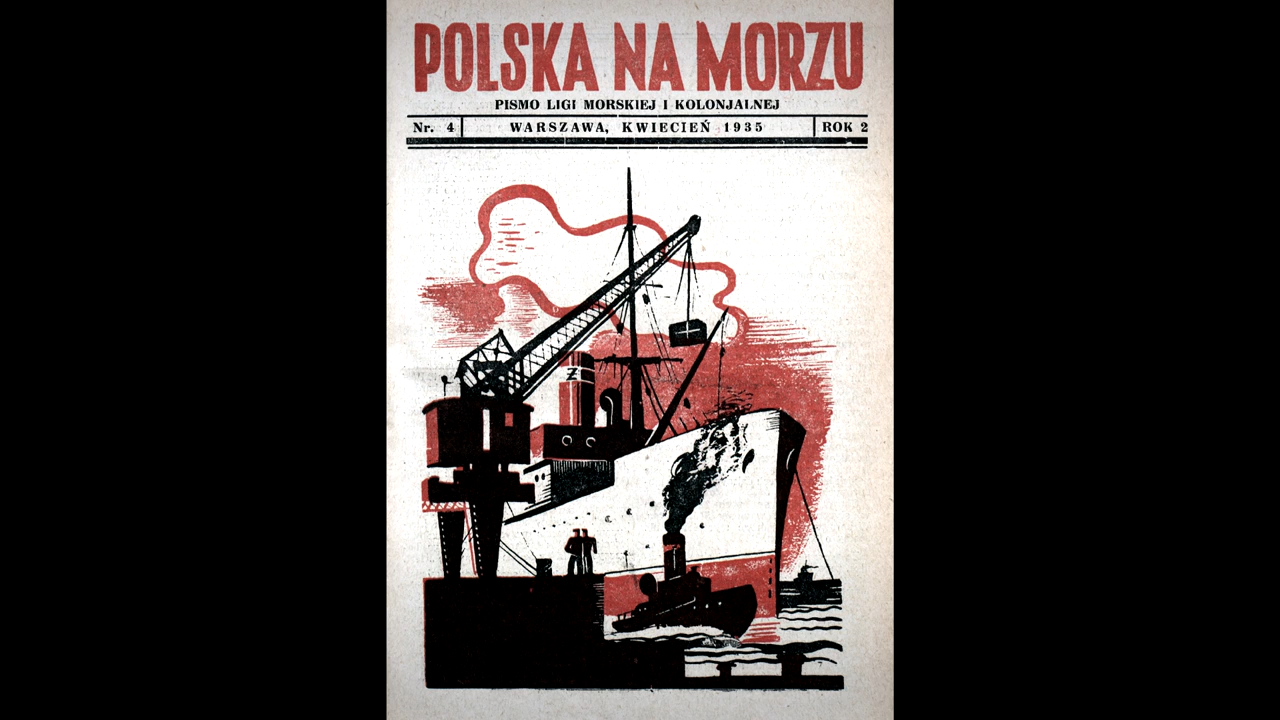 POLSKA NA MORZU
PISMO LIGI MORSKIEJ I KOLONJALNEJ
Nr. 4 WARSZAWA, KWIECIEŃ 1935 ROK 2
Z